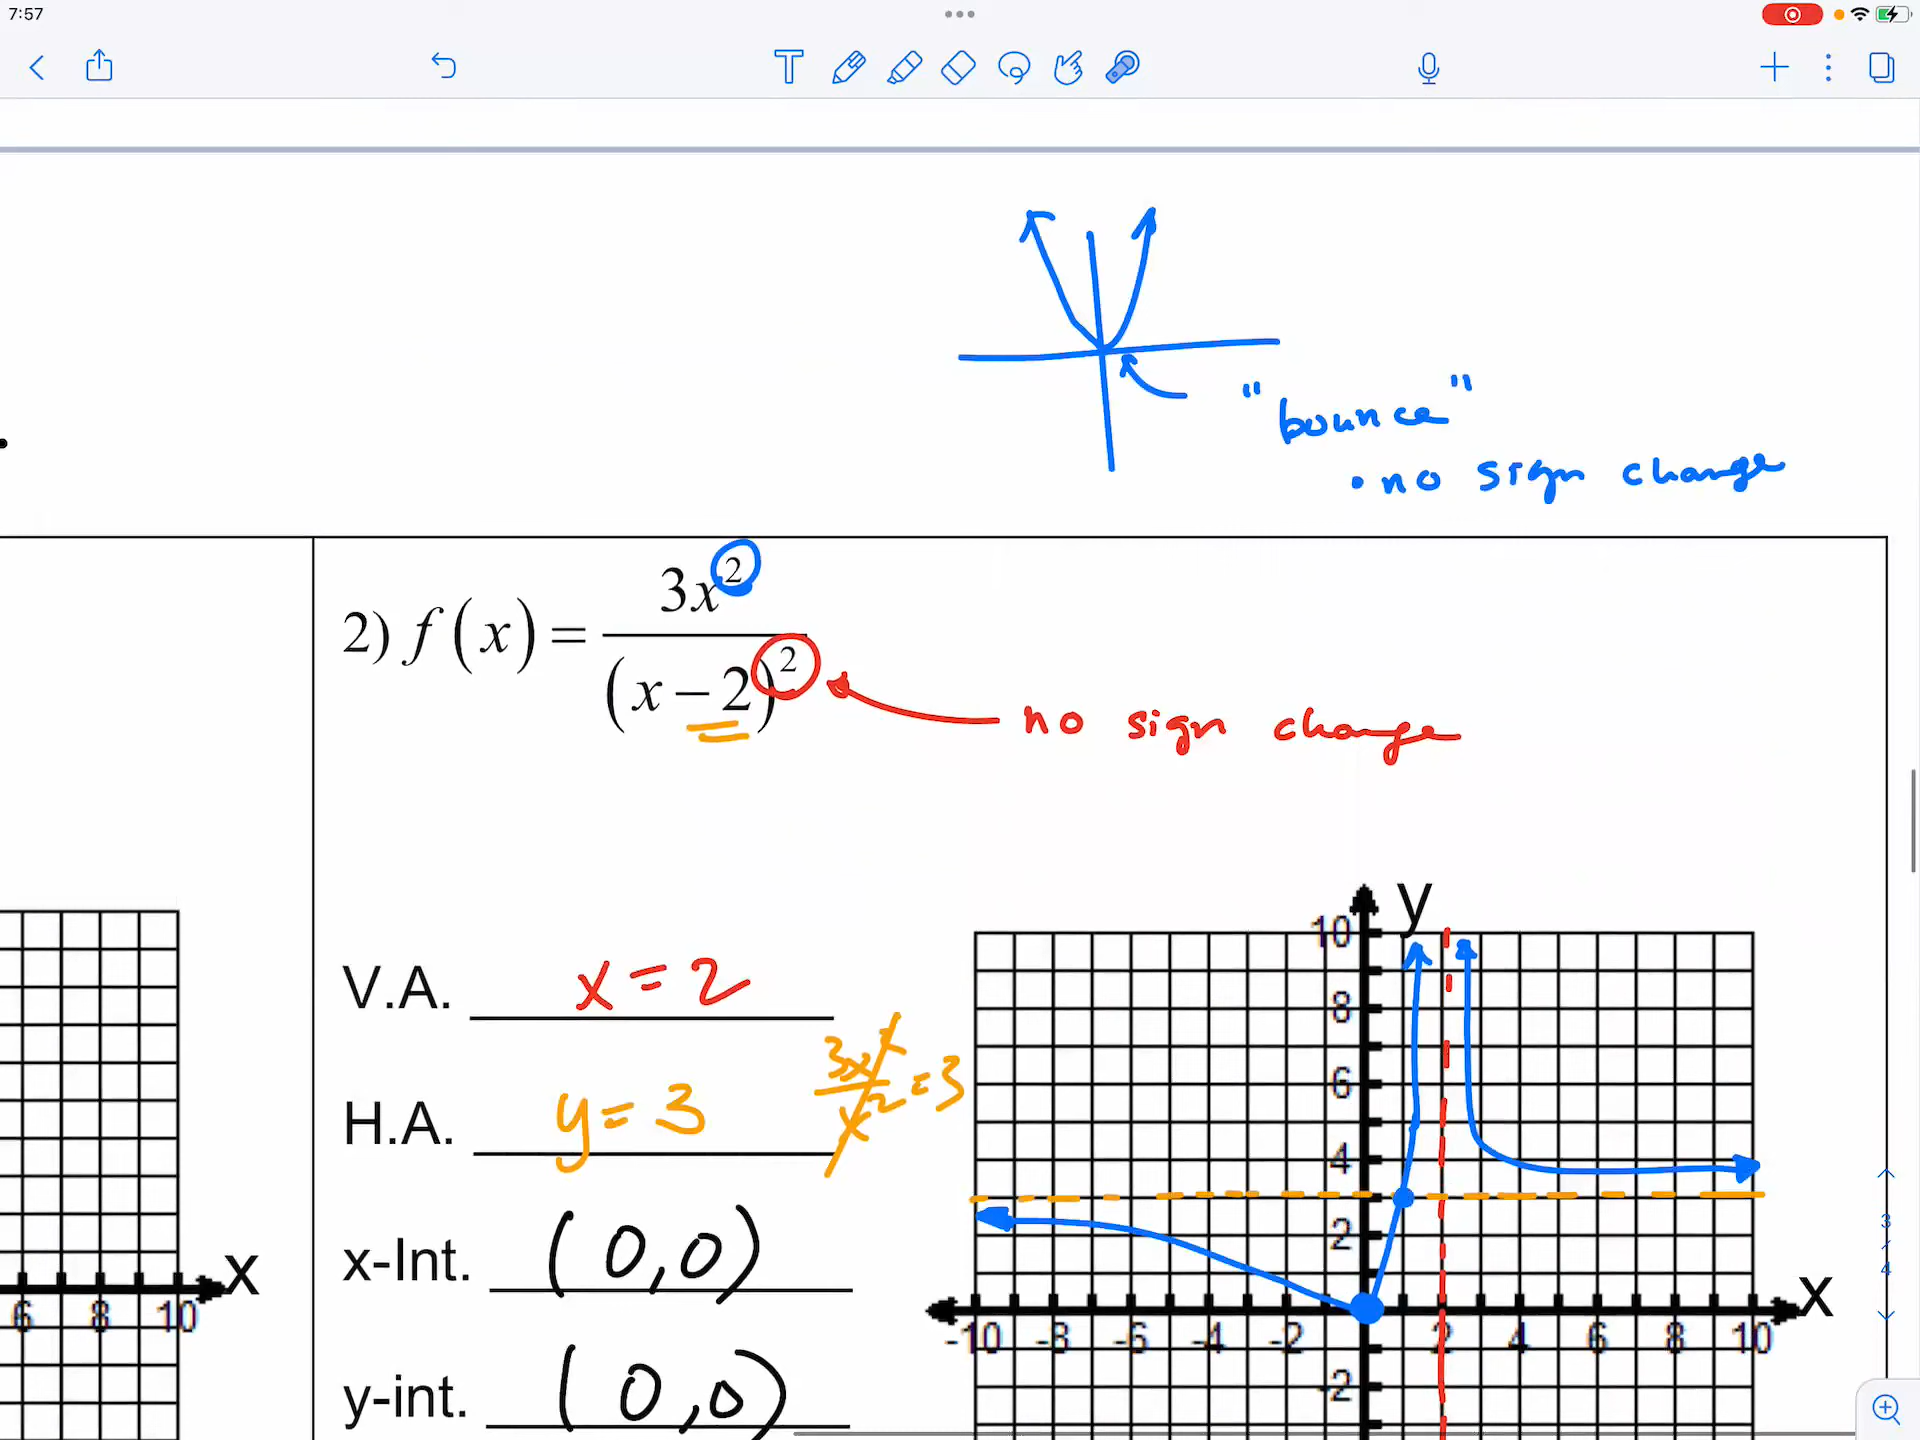 7:57
"bounce"
• no sign change
2) f(x) = 3x² / (x – 2)²
no sign change
V.A. x = 2
H.A. y = 3
3x² / x² = 3
x-Int. (0,0)
y-int. (0,0)
y
10
8
6
4
2
-10 -8 -6 -4 -2 2 4 6 8 10 x
-2
6 8 10 x
3 / 4